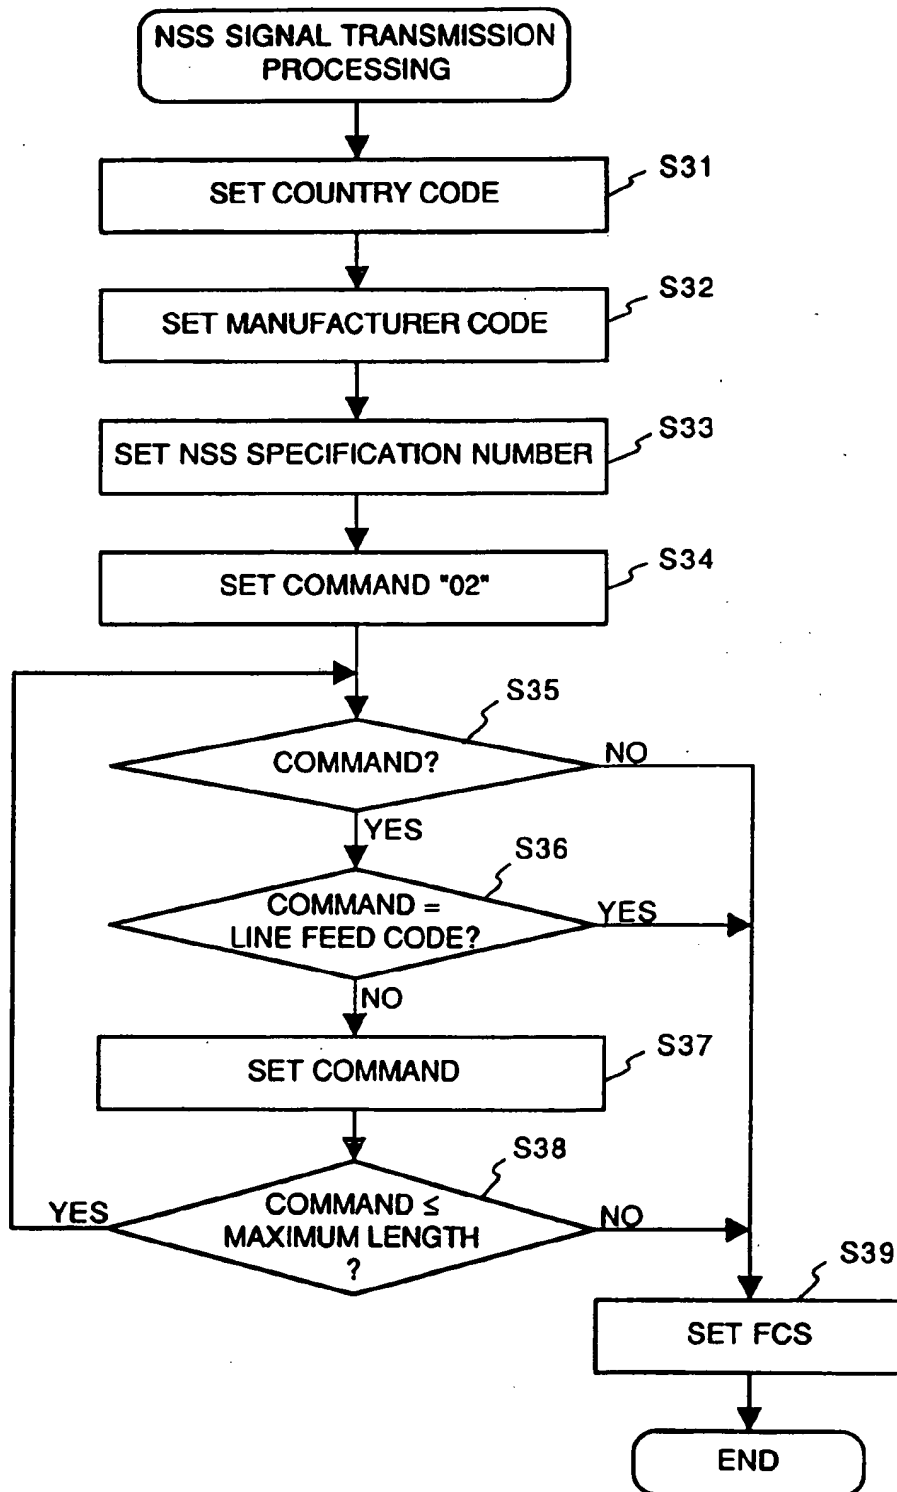 NSS SIGNAL TRANSMISSION
PROCESSING
S31
SET COUNTRY CODE
S32
SET MANUFACTURER CODE
S33
SET NSS SPECIFICATION NUMBER
S34
SET COMMAND "02"
S35
COMMAND?
NO
YES
S36
COMMAND =
LINE FEED CODE?
YES
NO
S37
SET COMMAND
S38
COMMAND ≤
MAXIMUM LENGTH
?
YES
NO
S39
SET FCS
END